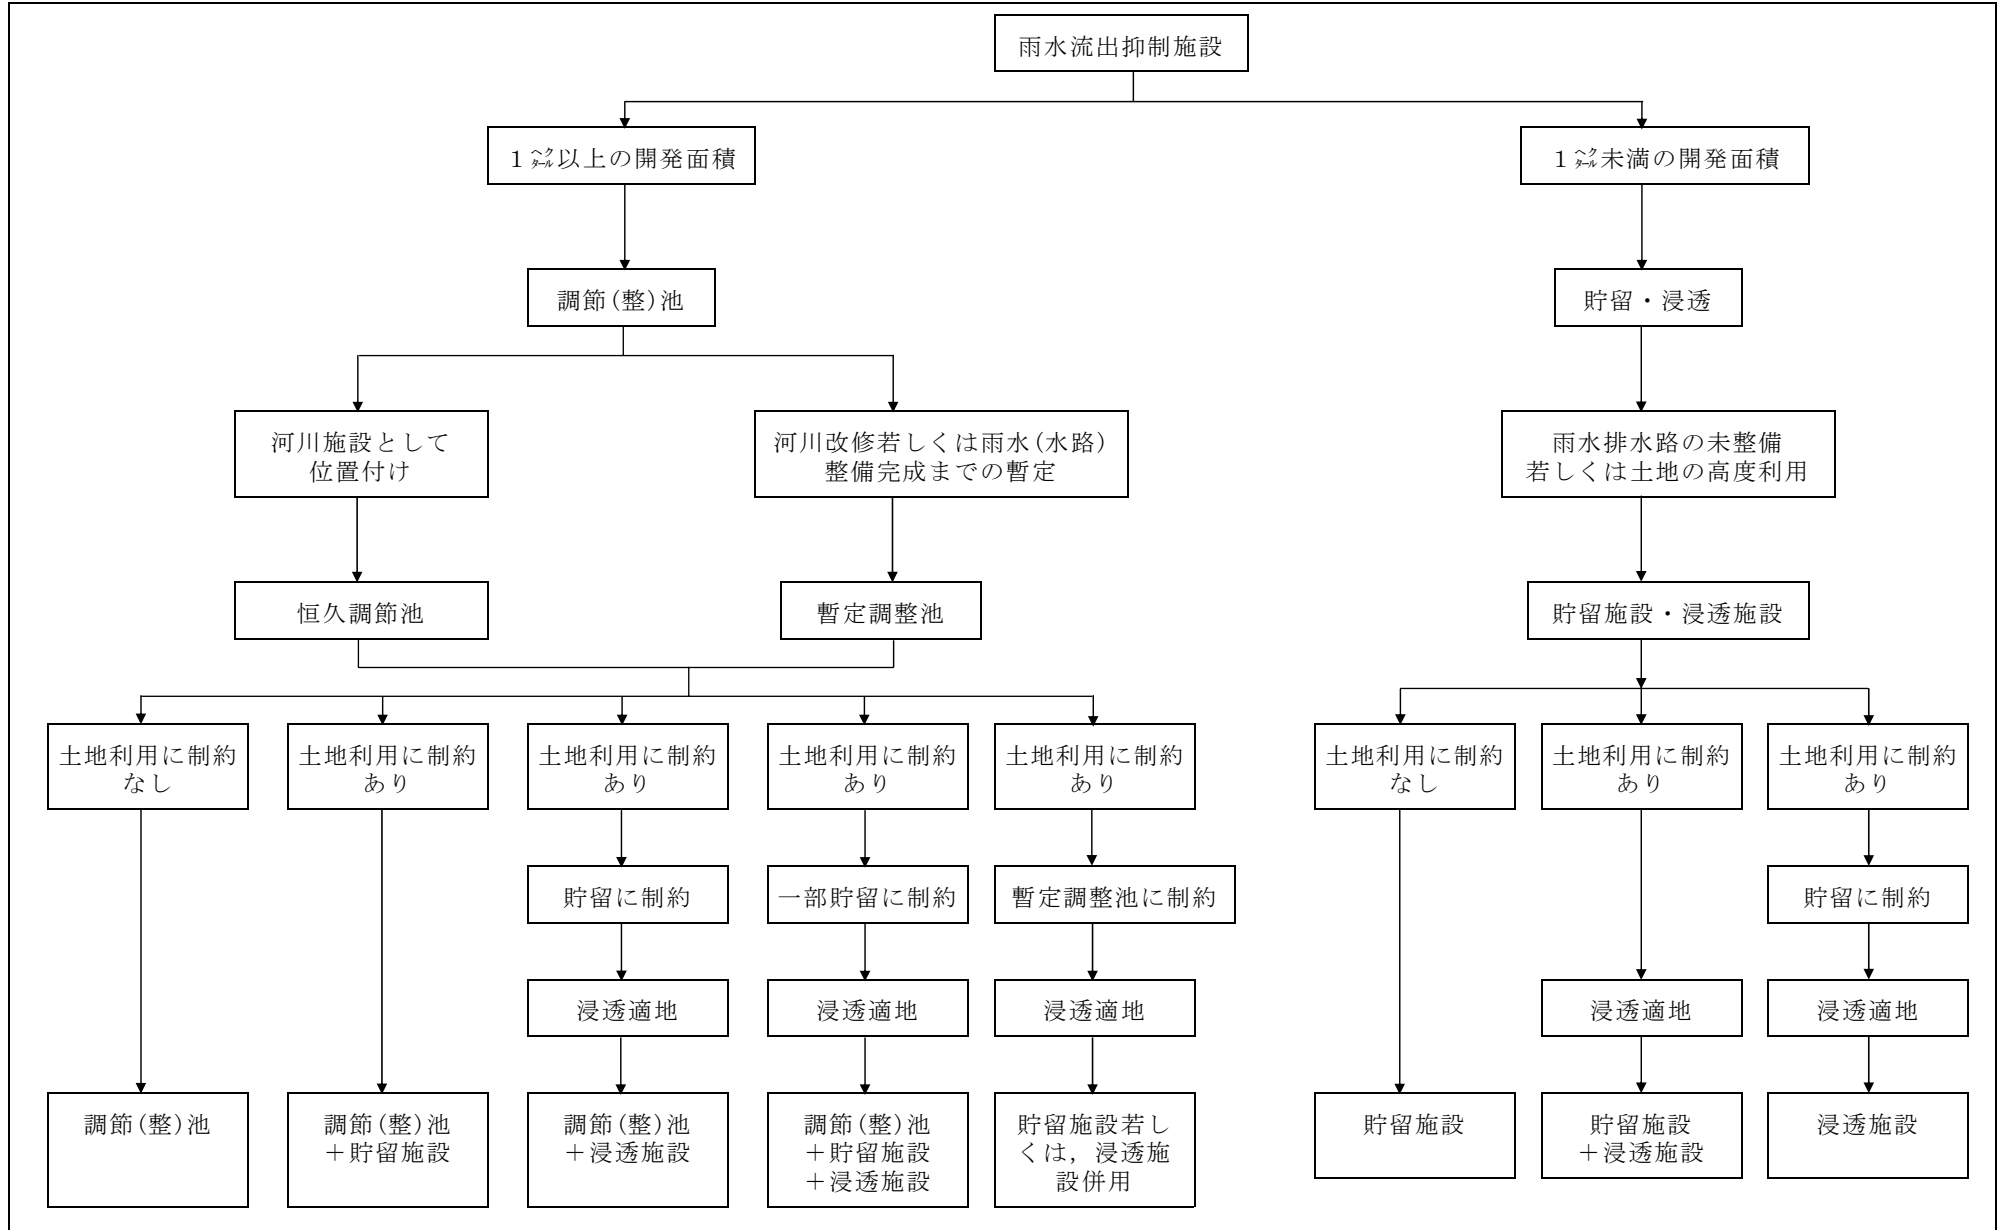 雨水流出抑制施設
1㌶以上の開発面積
1㌶未満の開発面積
調節(整)池
貯留・浸透
河川施設として
位置付け
河川改修若しくは雨水(水路)
整備完成までの暫定
雨水排水路の未整備
若しくは土地の高度利用
恒久調節池
暫定調整池
貯留施設・浸透施設
土地利用に制約
なし
土地利用に制約
あり
土地利用に制約
あり
土地利用に制約
あり
土地利用に制約
あり
土地利用に制約
なし
土地利用に制約
あり
土地利用に制約
あり
貯留に制約
一部貯留に制約
暫定調整池に制約
貯留に制約
浸透適地
浸透適地
浸透適地
浸透適地
浸透適地
調節(整)池
調節(整)池
＋貯留施設
調節(整)池
＋浸透施設
調節(整)池
＋貯留施設
＋浸透施設
貯留施設若し
くは，浸透施
設併用
貯留施設
貯留施設
＋浸透施設
浸透施設